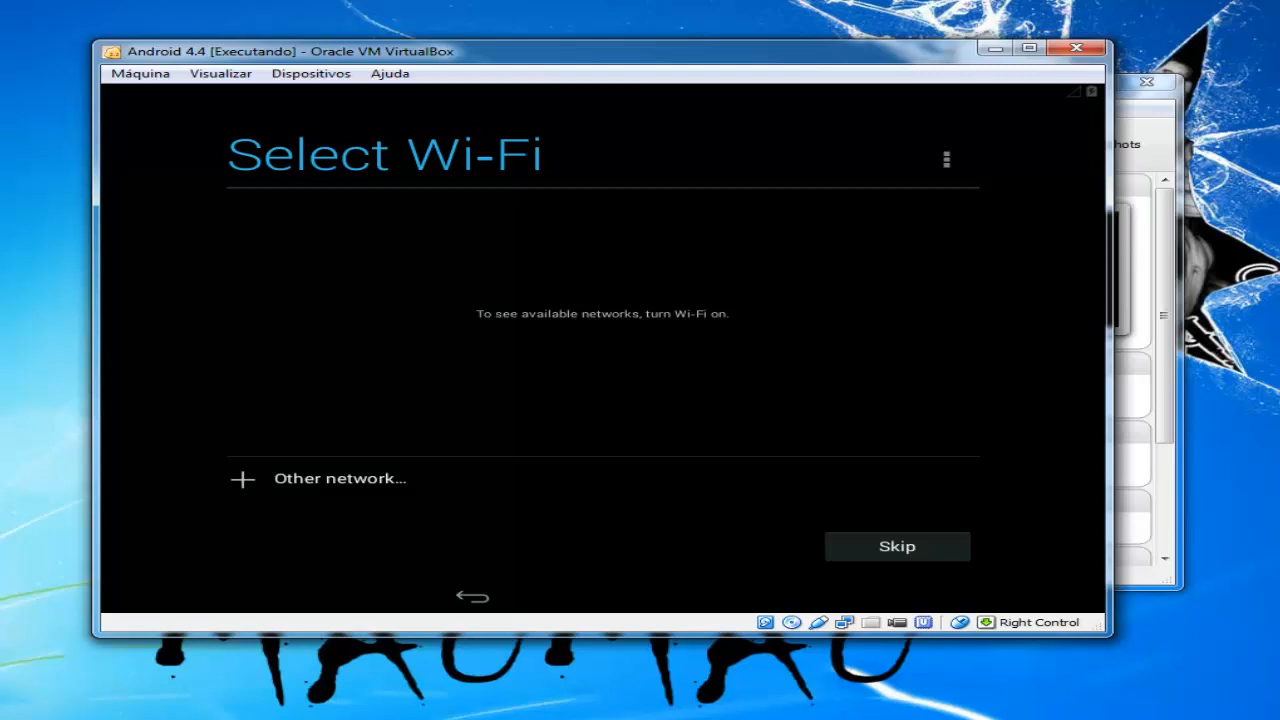 Android 4.4 [Executando] - Oracle VM VirtualBox
Máquina Visualizar Dispositivos Ajuda
hots
Select Wi-Fi
To see available networks, turn Wi-Fi on.
Other network...
Skip
Right Control